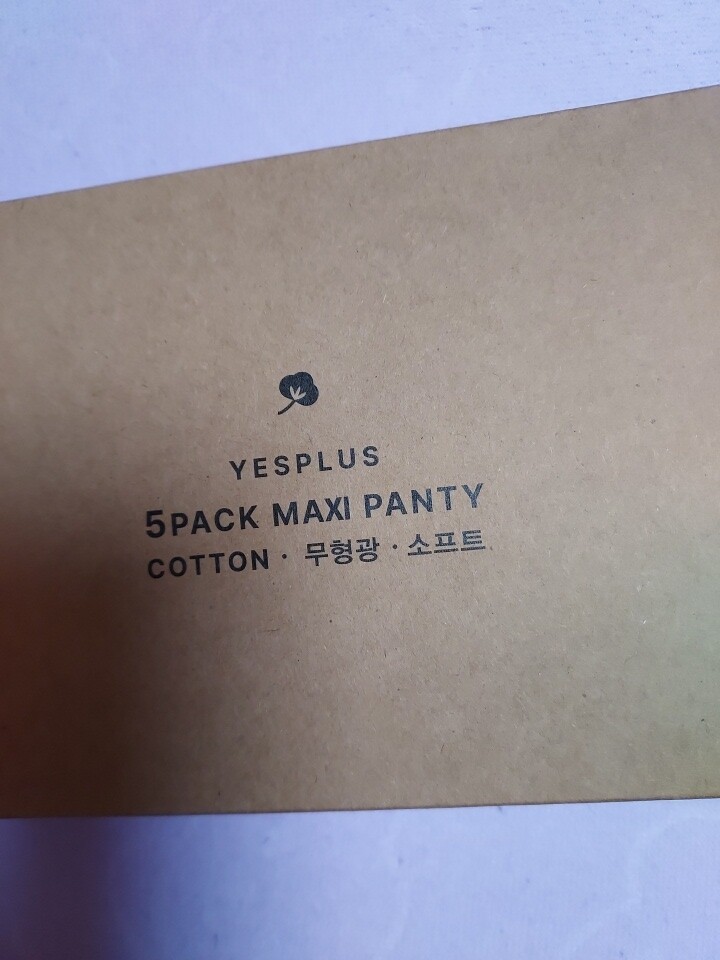 YESPLUS
5PACK MAXI PANTY
COTTON · 무형광 · 소프트